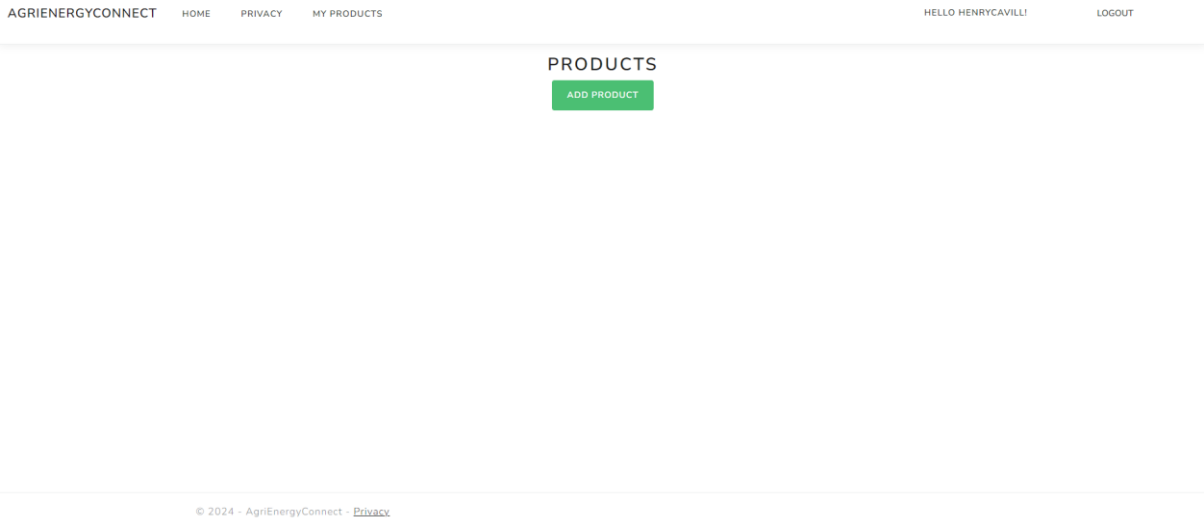 AGRIENERGYCONNECT HOME PRIVACY MY PRODUCTS HELLO HENRYCAVILL! LOGOUT
PRODUCTS
ADD PRODUCT
© 2024 - AgriEnergyConnect - Privacy